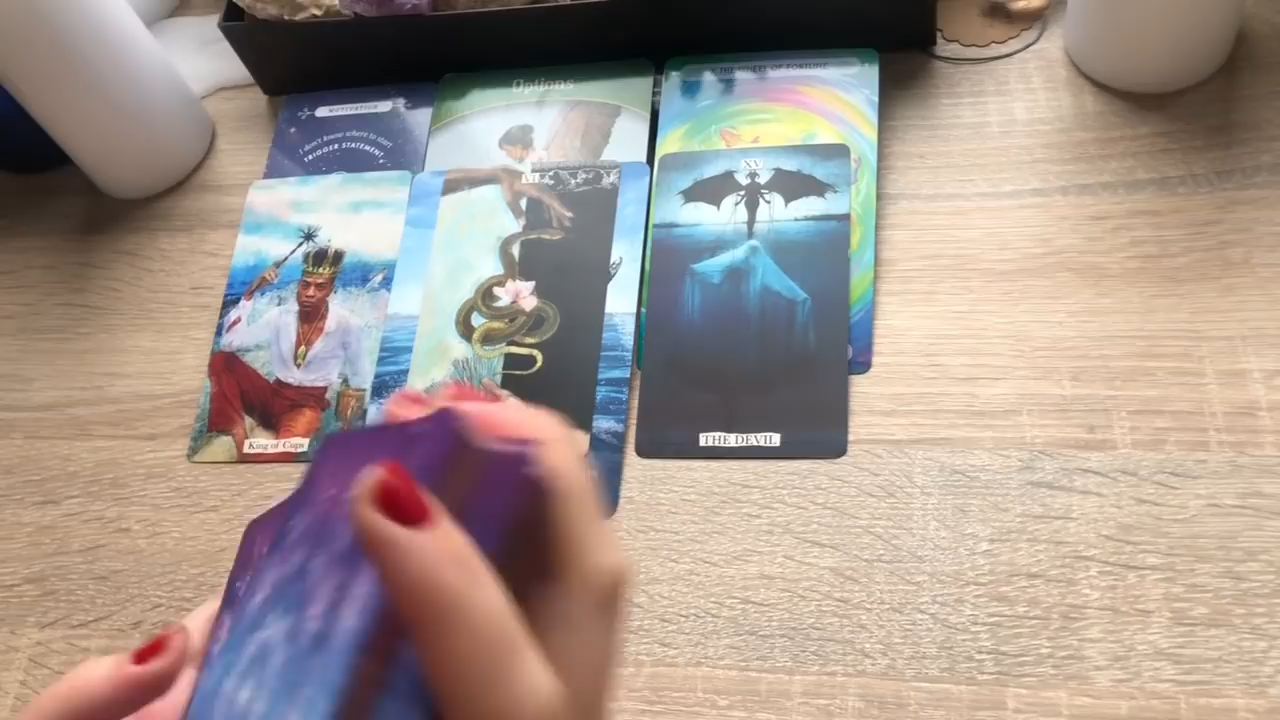 MOTIVATION
I don't know where to start
TRIGGER STATEMENT
Options
THE WHEEL OF FORTUNE
King of Cups
XV
THE DEVIL